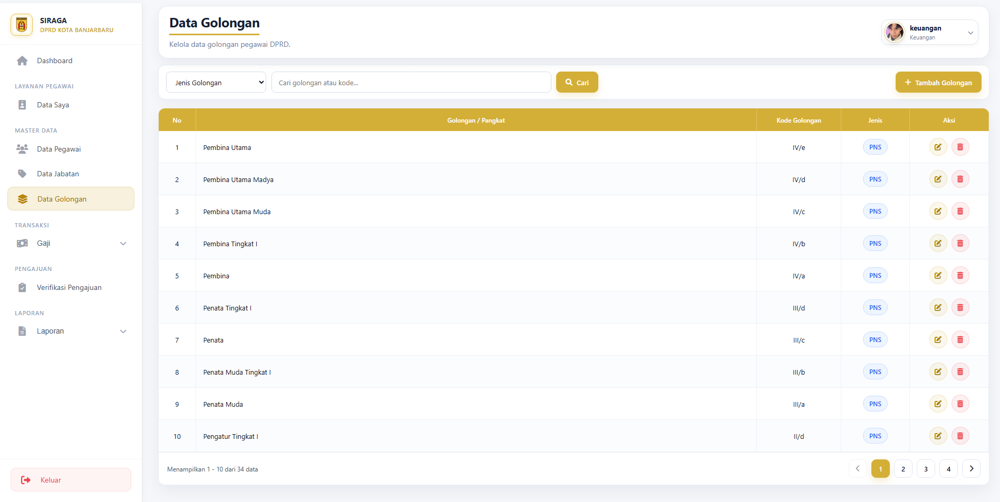 SIRAGA
DPRD KOTA BANJARBARU
Dashboard
LAYANAN PEGAWAI
Data Saya
MASTER DATA
Data Pegawai
Data Jabatan
Data Golongan
TRANSAKSI
Gaji
PENGAJUAN
Verifikasi Pengajuan
LAPORAN
Laporan
Keluar
Data Golongan
Kelola data golongan pegawai DPRD.
keuangan
Keuangan
Jenis Golongan
Cari golongan atau kode...
Cari
Tambah Golongan
No Golongan / Pangkat Kode Golongan Jenis Aksi
1 Pembina Utama IV/e PNS
2 Pembina Utama Madya IV/d PNS
3 Pembina Utama Muda IV/c PNS
4 Pembina Tingkat I IV/b PNS
5 Pembina IV/a PNS
6 Penata Tingkat I III/d PNS
7 Penata III/c PNS
8 Penata Muda Tingkat I III/b PNS
9 Penata Muda III/a PNS
10 Pengatur Tingkat I II/d PNS
Menampilkan 1 - 10 dari 34 data
1 2 3 4